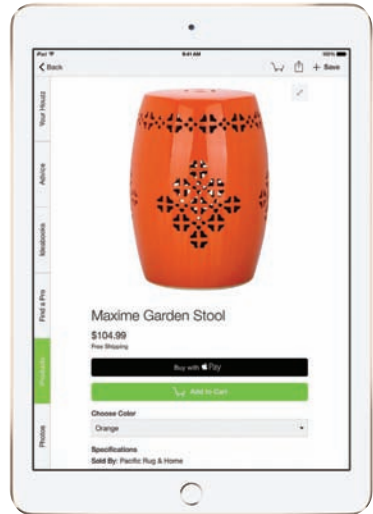 iPad
9:41 AM
100%
Back
+ Save
Your Houzz
Advice
Ideabooks
Find a Pro
Products
Photos
Maxime Garden Stool
$104.99
Free Shipping
Buy with Pay
Add to Cart
Choose Color
Orange
Specifications
Sold By: Pacific Rug & Home